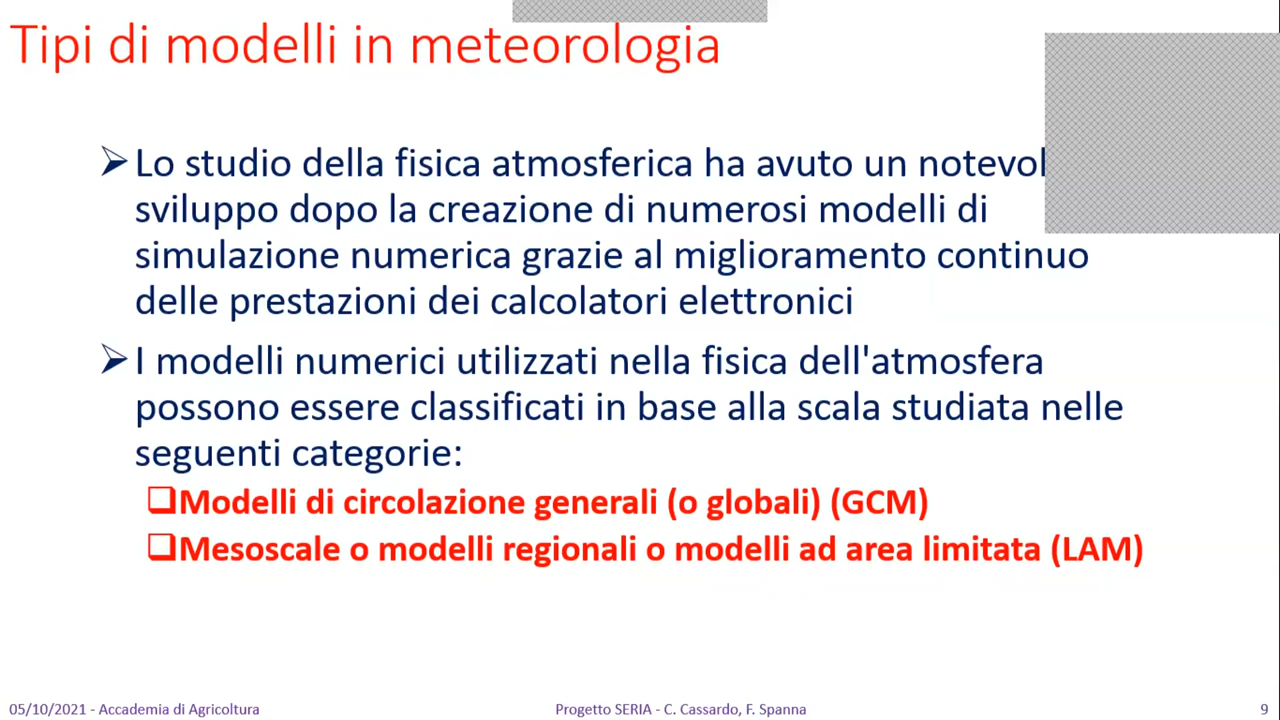 Tipi di modelli in meteorologia
➢Lo studio della fisica atmosferica ha avuto un
sviluppo dopo la creazione di numerosi modelli di
simulazione numerica grazie al miglioramento continuo
delle prestazioni dei calcolatori elettronici
➢I modelli numerici utilizzati nella fisica dell'atmosfera
possono essere classificati in base alla scala studiata nelle
seguenti categorie:
❑Modelli di circolazione generali (o globali) (GCM)
❑Mesoscale o modelli regionali o modelli ad area limitata (LAM)
05/10/2021 - Accademia di Agricoltura
Progetto SERIA - C. Cassardo, F. Spanna
9